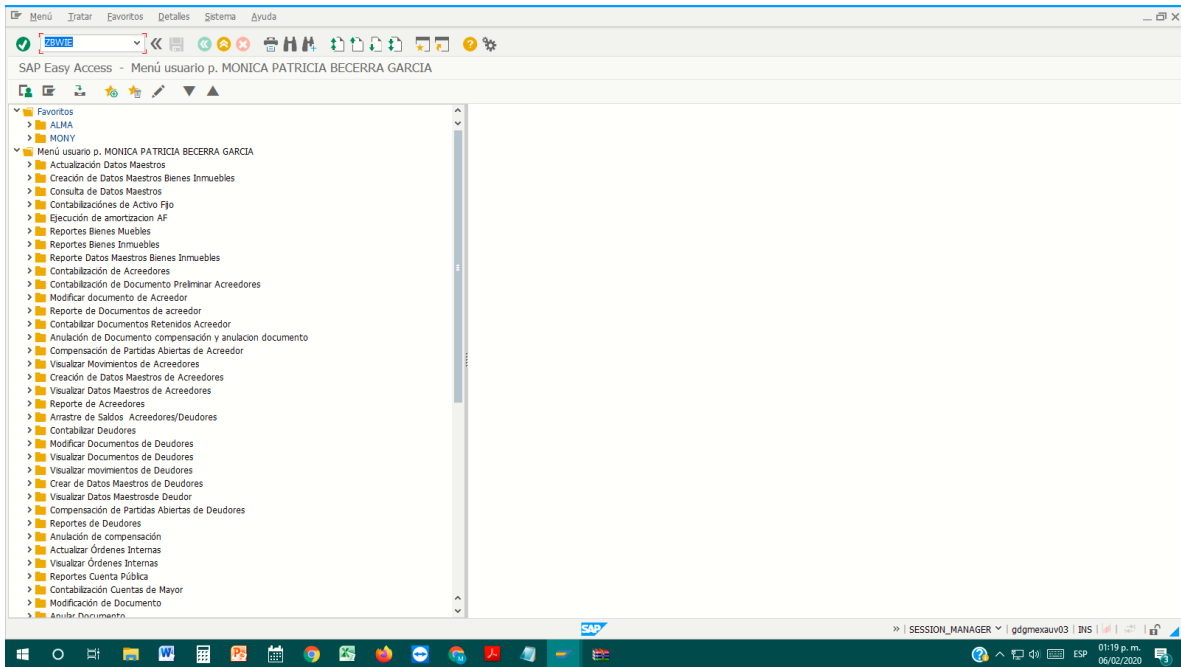 Menú Tratar Favoritos Detalles Sistema Ayuda
ZBWIE
SAP Easy Access - Menú usuario p. MONICA PATRICIA BECERRA GARCIA
Favoritos
ALMA
MONY
Menú usuario p. MONICA PATRICIA BECERRA GARCIA
Actualización Datos Maestros
Creación de Datos Maestros Bienes Inmuebles
Consulta de Datos Maestros
Contabilizaciónes de Activo Fijo
Ejecución de amortizacion AF
Reportes Bienes Muebles
Reportes Bienes Inmuebles
Reporte Datos Maestros Bienes Inmuebles
Contabilización de Acreedores
Contabilización de Documento Preliminar Acreedores
Modificar documento de Acreedor
Reporte de Documentos de acreedor
Contabilizar Documentos Retenidos Acreedor
Anulación de Documento compensación y anulacion documento
Compensación de Partidas Abiertas de Acreedor
Visualizar Movimientos de Acreedores
Creación de Datos Maestros de Acreedores
Visualizar Datos Maestros de Acreedores
Reporte de Acreedores
Arrastre de Saldos Acreedores/Deudores
Contabilizar Deudores
Modificar Documentos de Deudores
Visualizar Documentos de Deudores
Visualizar movimientos de Deudores
Crear de Datos Maestros de Deudores
Visualizar Datos Maestrosde Deudor
Compensación de Partidas Abiertas de Deudores
Reportes de Deudores
Anulación de compensación
Actualizar Órdenes Internas
Visualizar Órdenes Internas
Reportes Cuenta Pública
Contabilización Cuentas de Mayor
Modificación de Documento
Anular Documento
SAP
SESSION_MANAGER gdgmexauv03 INS
ESP
01:19 p. m.
06/02/2020